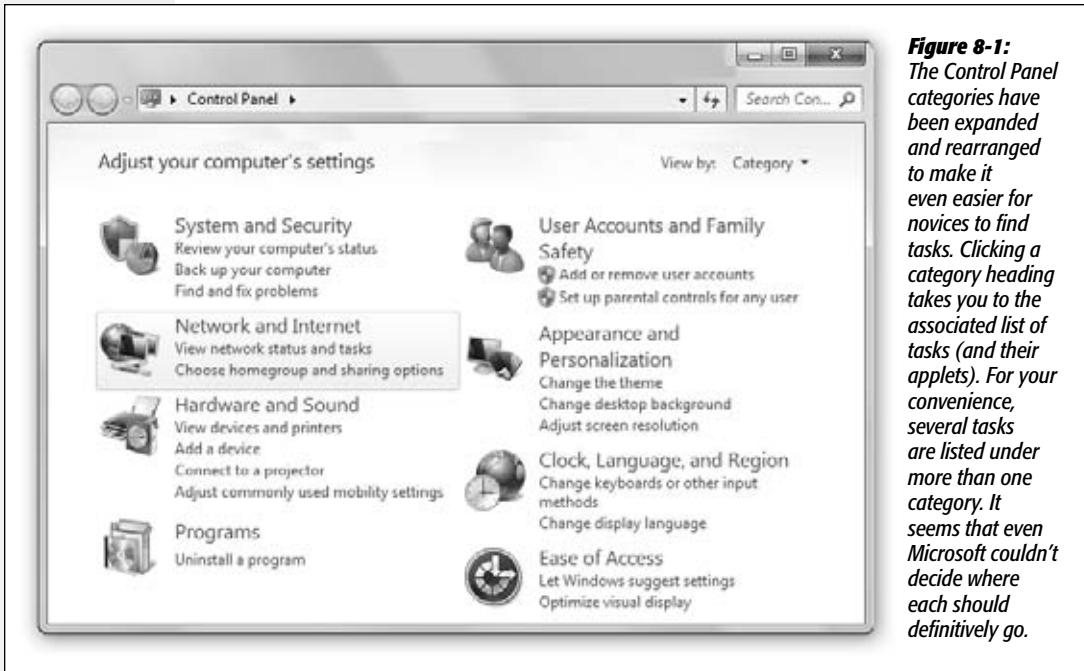 Control Panel
Search Con...
Adjust your computer's settings
View by: Category
System and Security
Review your computer's status
Back up your computer
Find and fix problems
Network and Internet
View network status and tasks
Choose homegroup and sharing options
Hardware and Sound
View devices and printers
Add a device
Connect to a projector
Adjust commonly used mobility settings
Programs
Uninstall a program
User Accounts and Family
Safety
Add or remove user accounts
Set up parental controls for any user
Appearance and
Personalization
Change the theme
Change desktop background
Adjust screen resolution
Clock, Language, and Region
Change keyboards or other input
methods
Change display language
Ease of Access
Let Windows suggest settings
Optimize visual display
Figure 8-1:
The Control Panel
categories have
been expanded
and rearranged
to make it
even easier for
novices to find
tasks. Clicking a
category heading
takes you to the
associated list of
tasks (and their
applets). For your
convenience,
several tasks
are listed under
more than one
category. It
seems that even
Microsoft couldn't
decide where
each should
definitively go.